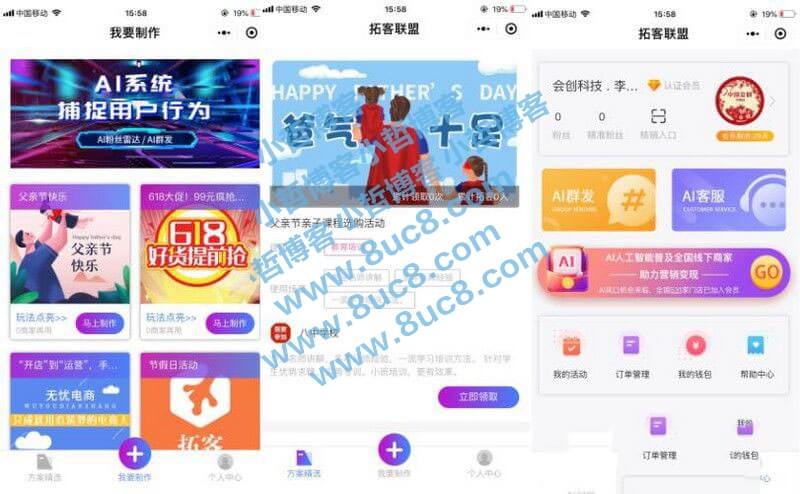 中国移动
15:58
19%
我要制作
AI系统
捕捉用户行为
AI粉丝雷达/AI群发
父亲节快乐
Happy father's day
父亲节
快乐
玩法点亮>>
0商家再用
马上制作
618大促！99元疯抢...
618
好货提前抢
玩法点亮>>
0商家再用
马上制作
“开店”到“运营”，手...
无忧电商
WUYOUDIANSHANG
节假日活动
拓客
方案精选
我要制作
个人中心
中国移动
15:58
19%
拓客联盟
HAPPY FATHER'S DAY
爸气十足
累计领取0次
累计拓客0人
父亲节亲子课程选购活动
教育培训
使用场
八中学校
立即领取
方案精选
我要制作
个人中心
中国移动
15:58
19%
拓客联盟
会创科技．李...
认证会员
0
0
粉丝
精准粉丝
核销入口
AI群发
GROUP SENDING
AI客服
CUSTOMER SERVICE
AI
AI人工智能普及全国线下商家
助力营销变现
GO
我的活动
订单管理
我的钱包
帮助中心
订单管理
我的
的钱包
会员时间
小哲博客
小哲博客
小哲博客
www.8uc8.com
www.8uc8.com
www.8uc8.com